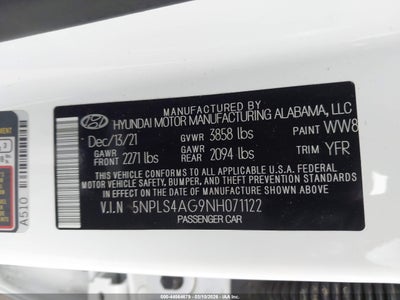 MANUFACTURED BY
HYUNDAI MOTOR MANUFACTURING ALABAMA, LLC
Dec/13/21 GVWR 3858 lbs PAINT WW8
GAWR FRONT 2271 lbs GAWR REAR 2094 lbs TRIM YFR
THIS VEHICLE CONFORMS TO ALL APPLICABLE U.S. FEDERAL MOTOR
VEHICLE SAFETY, BUMPER, AND THEFT PREVENTION STANDARDS
IN EFFECT ON THE DATE OF MANUFACTURE SHOWN ABOVE.
V.I.N 5NPLS4AG9NH071122
PASSENGER CAR
A510